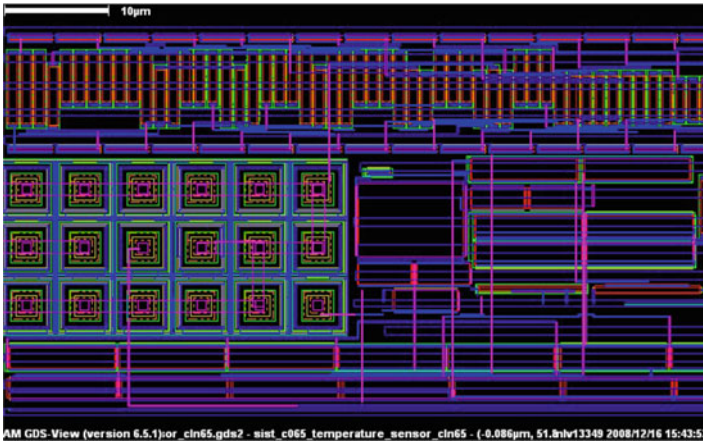 10µm
AM GDS-View (version 6.5.1):or_cln65.gds2 - sist_c065_temperature_sensor_cln65 - (-0.086µm, 51.8nlv13349 2008/12/16 15:43:5